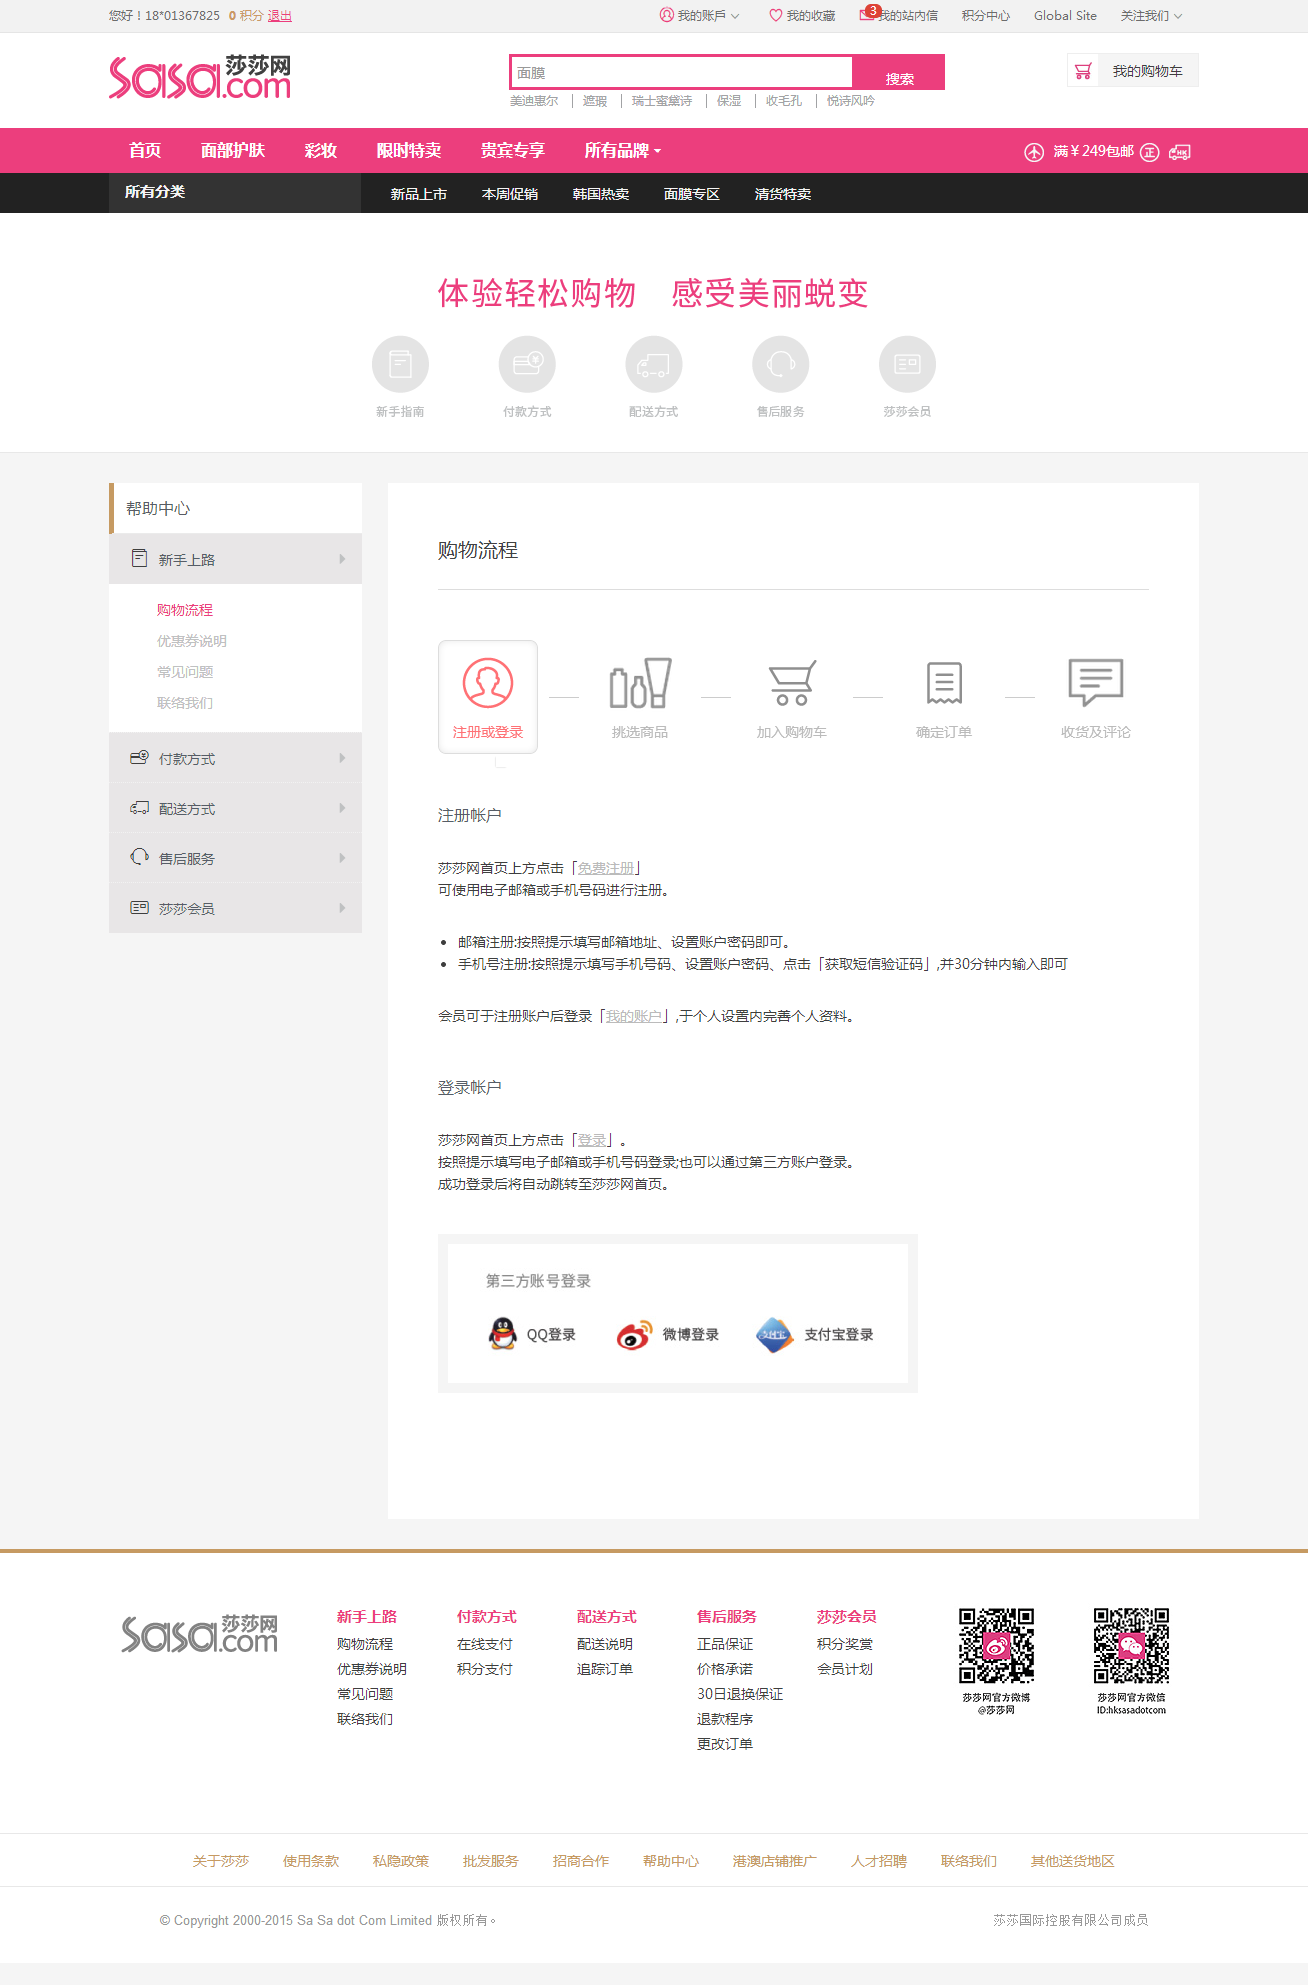 您好！18*01367825 0 积分 退出
我的账户 我的收藏 3 我的站内信 积分中心 Global Site 关注我们
Sasa.com 莎莎网
面膜 搜索
我的购物车
美迪惠尔 遮瑕 瑞士蜜黛诗 保湿 收毛孔 悦诗风吟
首页 面部护肤 彩妆 限时特卖 贵宾专享 所有品牌 满￥249包邮 正 HK
所有分类 新品上市 本周促销 韩国热卖 面膜专区 清货特卖
体验轻松购物 感受美丽蜕变
新手指南 付款方式 配送方式 售后服务 莎莎会员
帮助中心
新手上路
购物流程
优惠券说明
常见问题
联络我们
付款方式
配送方式
售后服务
莎莎会员
购物流程
注册或登录 挑选商品 加入购物车 确定订单 收货及评论
注册帐户
莎莎网首页上方点击「免费注册」
可使用电子邮箱或手机号码进行注册。
邮箱注册:按照提示填写邮箱地址、设置账户密码即可。
手机号注册:按照提示填写手机号码、设置账户密码、点击「获取短信验证码」,并30分钟内输入即可
会员可于注册账户后登录「我的账户」,于个人设置内完善个人资料。
登录帐户
莎莎网首页上方点击「登录」。
按照提示填写电子邮箱或手机号码登录;也可以通过第三方账户登录。
成功登录后将自动跳转至莎莎网首页。
第三方账号登录
QQ登录 微博登录 支付宝 支付宝登录
Sasa.com 莎莎网
新手上路
购物流程
优惠券说明
常见问题
联络我们
付款方式
在线支付
积分支付
配送方式
配送说明
追踪订单
售后服务
正品保证
价格承诺
30日退换保证
退款程序
更改订单
莎莎会员
积分奖赏
会员计划
莎莎网官方微博
@莎莎网
莎莎网官方微信
ID:hksasadotcom
关于莎莎 使用条款 私隐政策 批发服务 招商合作 帮助中心 港澳店铺推广 人才招聘 联络我们 其他送货地区
© Copyright 2000-2015 Sa Sa dot Com Limited 版权所有。 莎莎国际控股有限公司成员